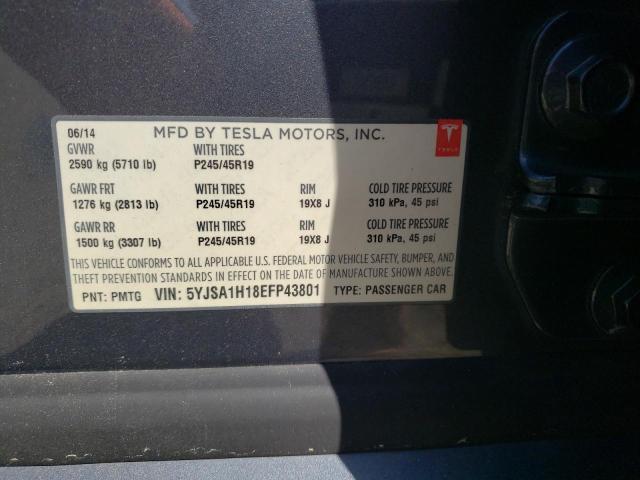 06/14 MFD BY TESLA MOTORS, INC.
GVWR WITH TIRES
2590 kg (5710 lb) P245/45R19
TESLA
GAWR FRT WITH TIRES RIM COLD TIRE PRESSURE
1276 kg (2813 lb) P245/45R19 19X8 J 310 kPa, 45 psi
GAWR RR WITH TIRES RIM COLD TIRE PRESSURE
1500 kg (3307 lb) P245/45R19 19X8 J 310 kPa, 45 psi
THIS VEHICLE CONFORMS TO ALL APPLICABLE U.S. FEDERAL MOTOR VEHICLE SAFETY, BUMPER, AND
THEFT PREVENTION STANDARDS IN EFFECT ON THE DATE OF MANUFACTURE SHOWN ABOVE.
PNT: PMTG VIN: 5YJSA1H18EFP43801 TYPE: PASSENGER CAR